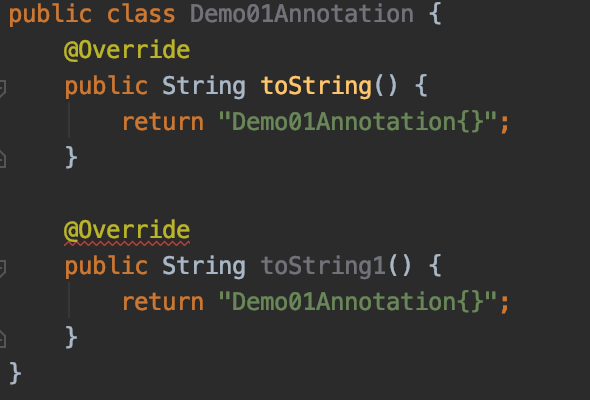 public class Demo01Annotation {
@Override
public String toString() {
return "Demo01Annotation{}";
}
@Override
public String toString1() {
return "Demo01Annotation{}";
}
}